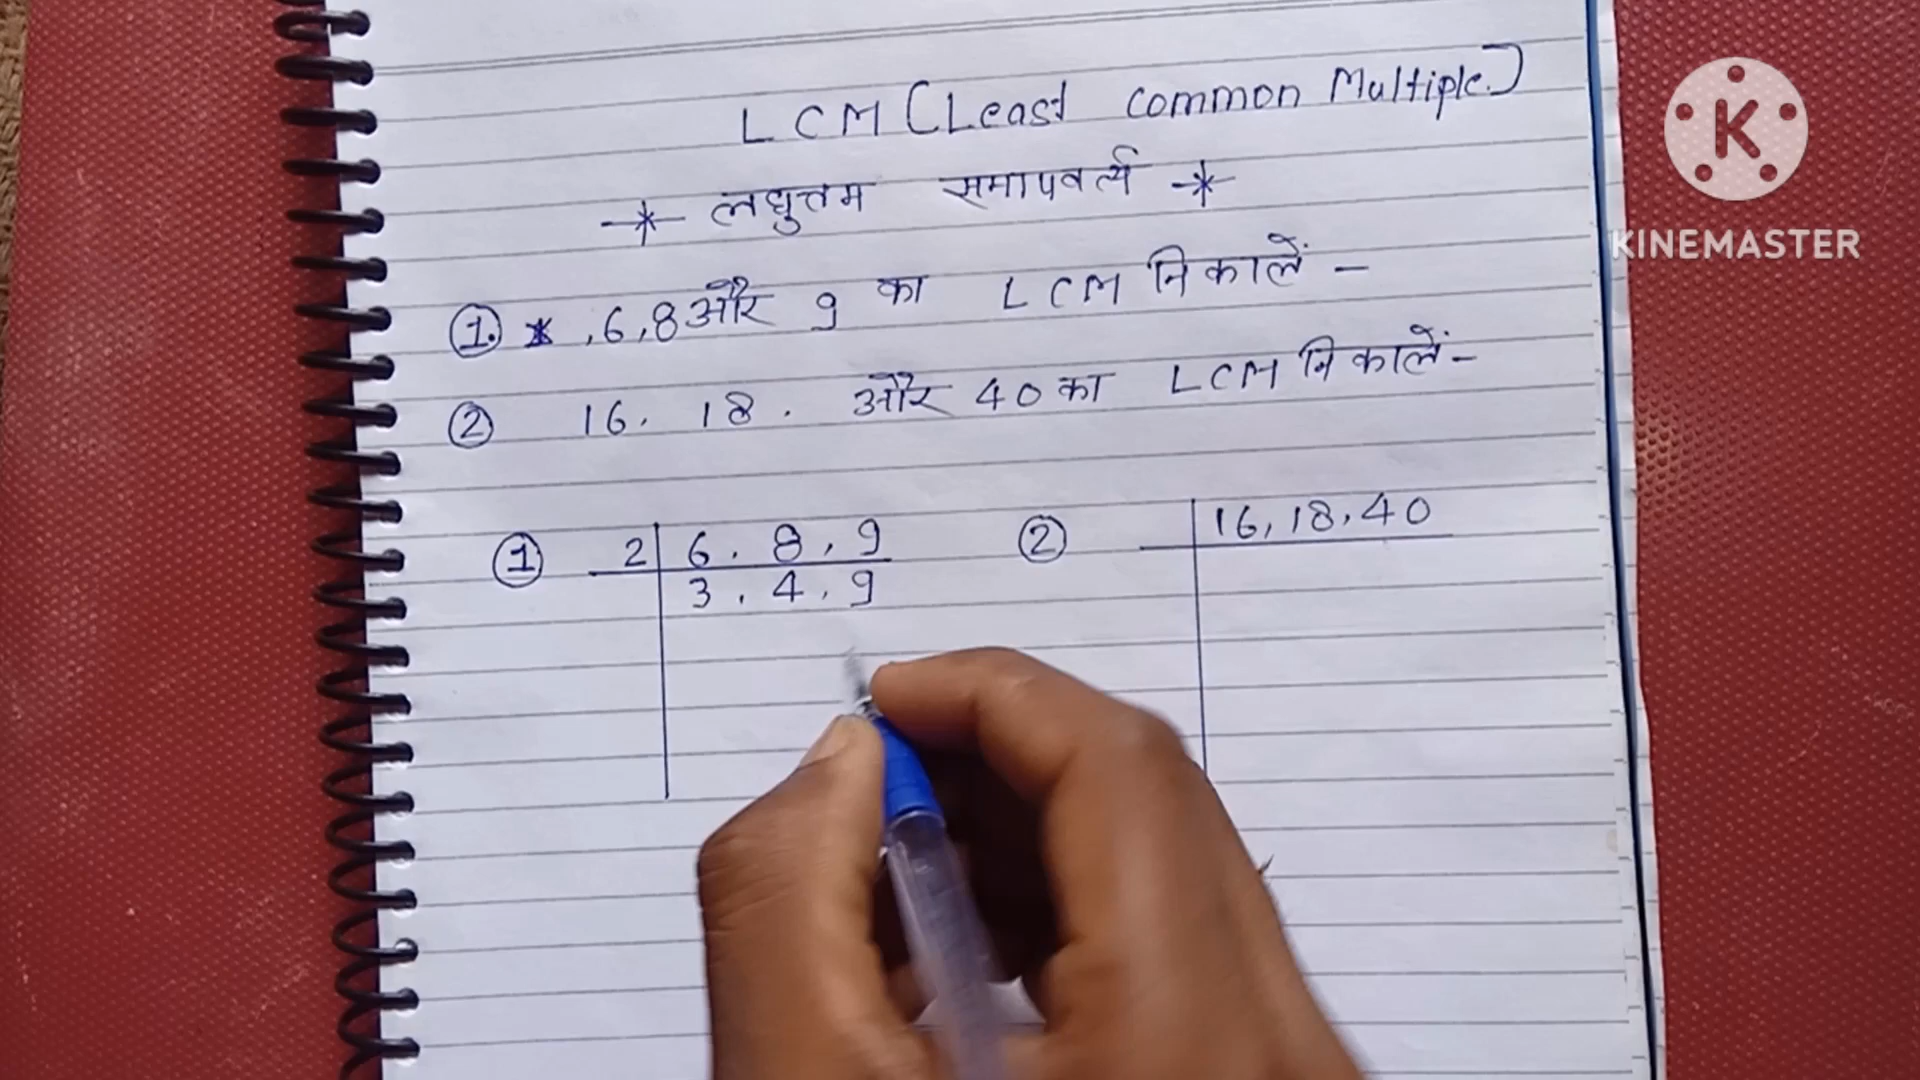 LCM (Least common Multiple.)
लघुत्तम समापवर्त्य
1. ,6,8 और 9 का LCM निकालें -
2 16. 18. और 40 का LCM निकालें -
1 2 6. 8, 9
3. 4. 9
2 16, 18, 40
K
KINEMASTER